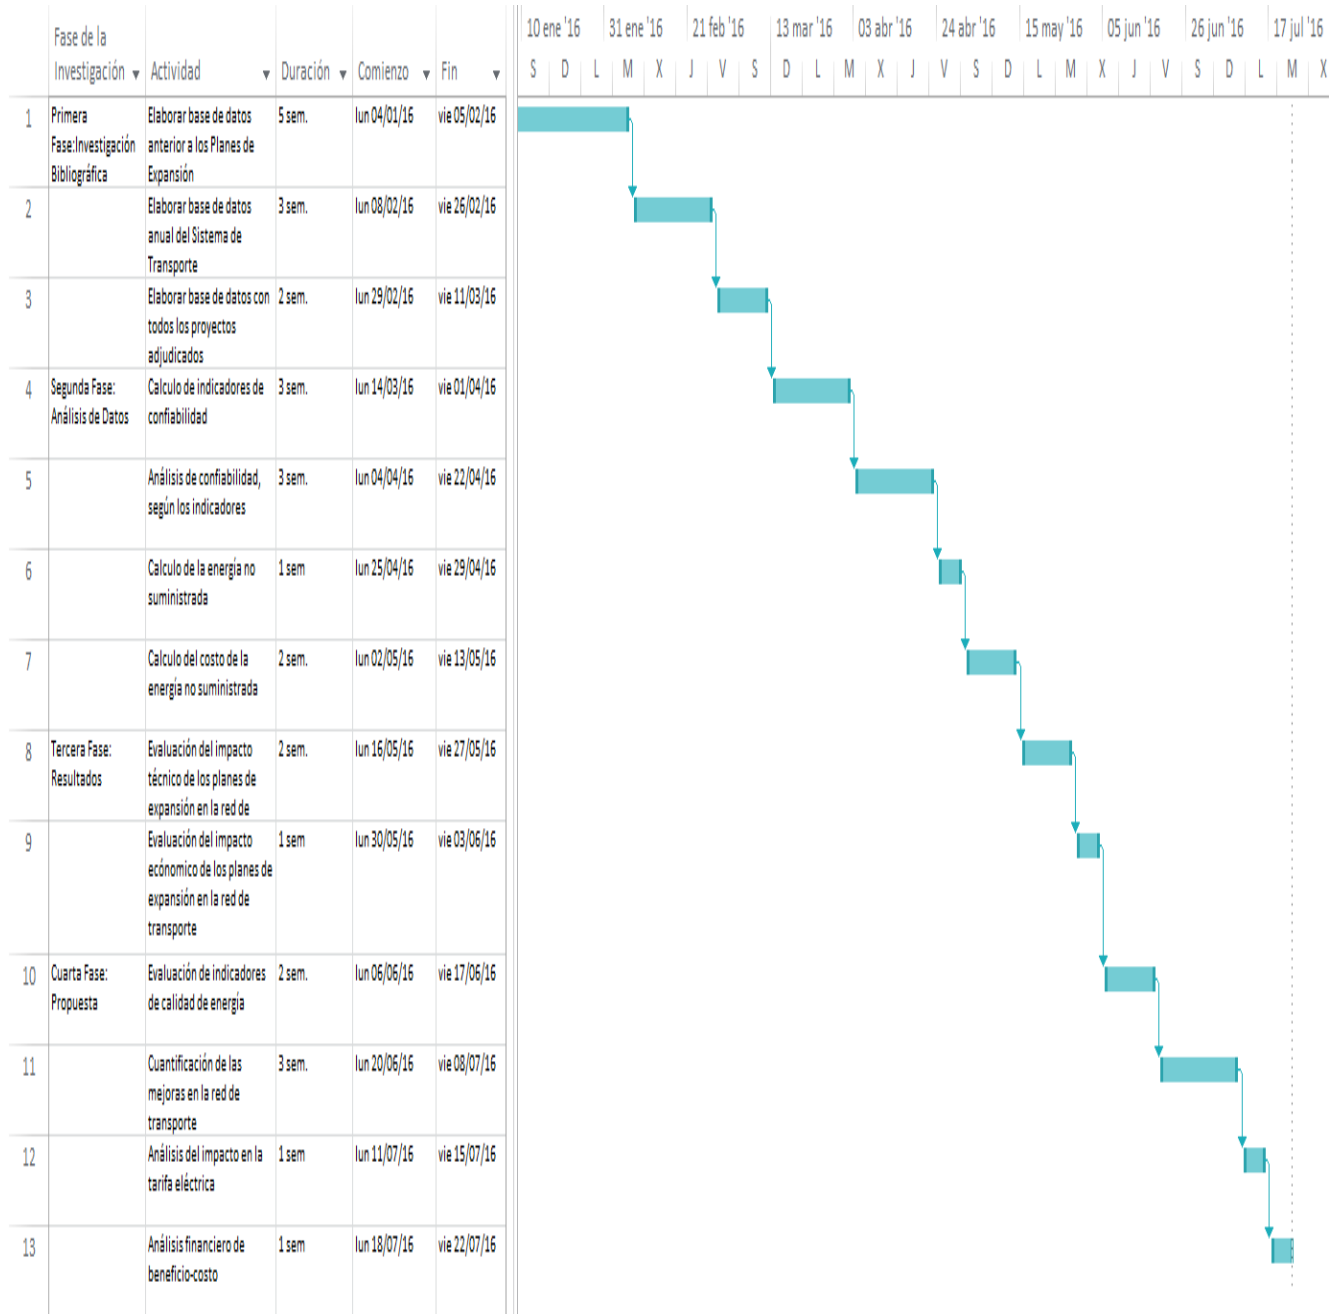 Fase de la
Investigación Actividad Duración Comienzo Fin
10 ene '16 31 ene '16 21 feb '16 13 mar '16 03 abr '16 24 abr '16 15 may '16 05 jun '16 26 jun '16 17 jul '16
S D L M X J V S D L M X J V S D L M X J V S D L M X
1 Primera Elaborar base de datos 5 sem. lun 04/01/16 vie 05/02/16
Fase:Investigación anterior a los Planes de
Bibliográfica Expansión
2 Elaborar base de datos 3 sem. lun 08/02/16 vie 26/02/16
anual del Sistema de
Transporte
3 Elaborar base de datos con 2 sem. lun 29/02/16 vie 11/03/16
todos los proyectos
adjudicados
4 Segunda Fase: Calculo de indicadores de 3 sem. lun 14/03/16 vie 01/04/16
Análisis de Datos confiabilidad
5 Análisis de confiabilidad, 3 sem. lun 04/04/16 vie 22/04/16
según los indicadores
6 Calculo de la energía no 1 sem lun 25/04/16 vie 29/04/16
suministrada
7 Calculo del costo de la 2 sem. lun 02/05/16 vie 13/05/16
energía no suministrada
8 Tercera Fase: Evaluación del impacto 2 sem. lun 16/05/16 vie 27/05/16
Resultados técnico de los planes de
expansión en la red de
9 Evaluación del impacto 1 sem lun 30/05/16 vie 03/06/16
ecónomico de los planes de
expansión en la red de
transporte
10 Cuarta Fase: Evaluación de indicadores 2 sem. lun 06/06/16 vie 17/06/16
Propuesta de calidad de energía
11 Cuantificación de las 3 sem. lun 20/06/16 vie 08/07/16
mejoras en la red de
transporte
12 Análisis del impacto en la 1 sem lun 11/07/16 vie 15/07/16
tarifa eléctrica
13 Análisis financiero de 1 sem lun 18/07/16 vie 22/07/16
beneficio-costo